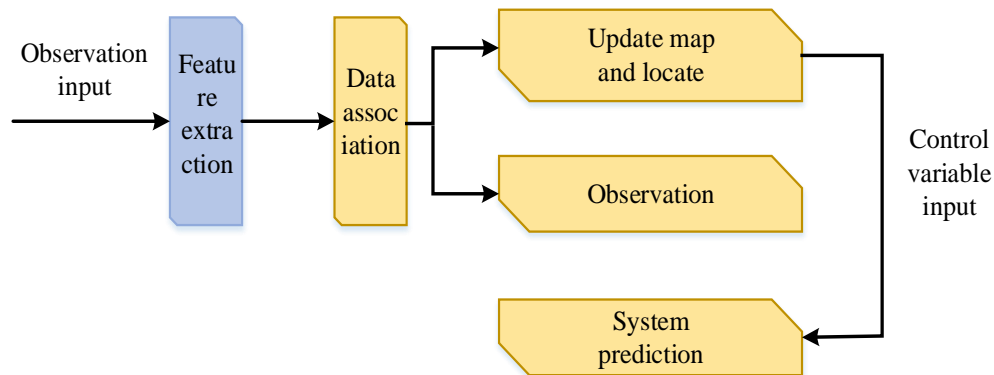 Observation
input
Featu
re
extra
ction
Data
assoc
iation
Update map
and locate
Observation
System
prediction
Control
variable
input